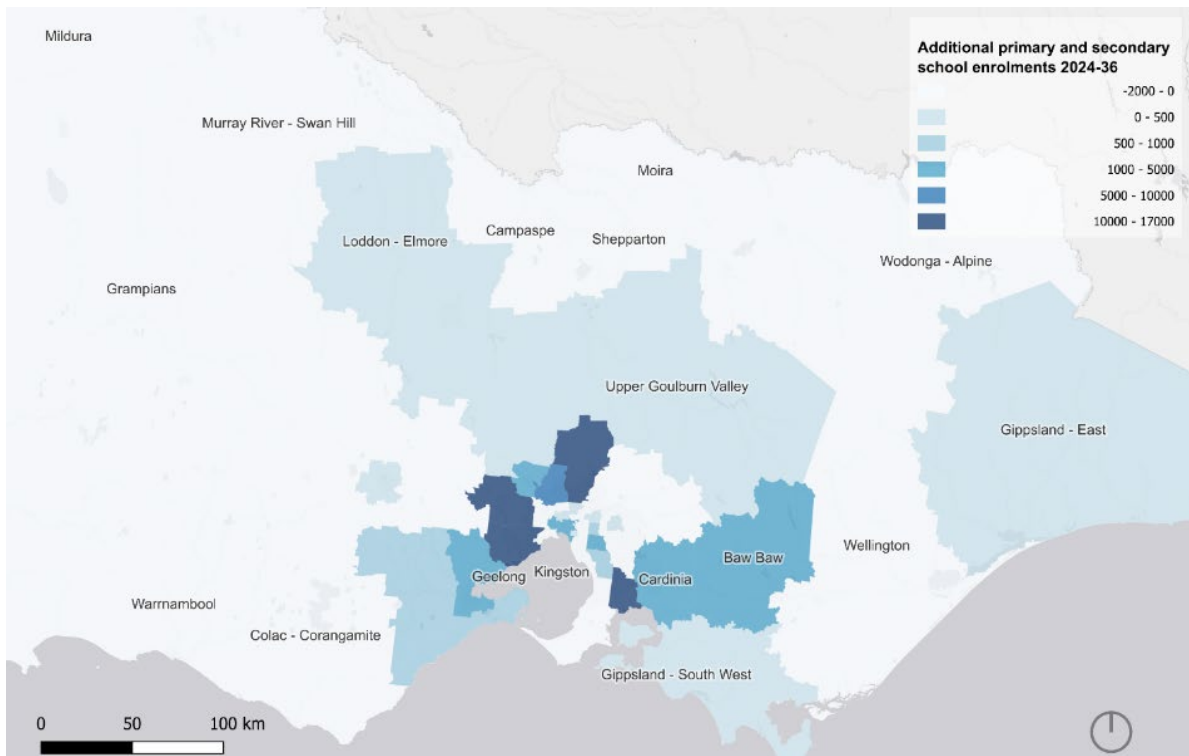 Mildura
Additional primary and secondary
school enrolments 2024-36
-2000 - 0
0 - 500
500 - 1000
1000 - 5000
5000 - 10000
10000 - 17000
Murray River - Swan Hill
Moira
Campaspe
Shepparton
Loddon - Elmore
Wodonga - Alpine
Grampians
Upper Goulburn Valley
Gippsland - East
Wellington
Baw Baw
Geelong
Kingston
Cardinia
Warrnambool
Colac - Corangamite
Gippsland - South West
0 50 100 km